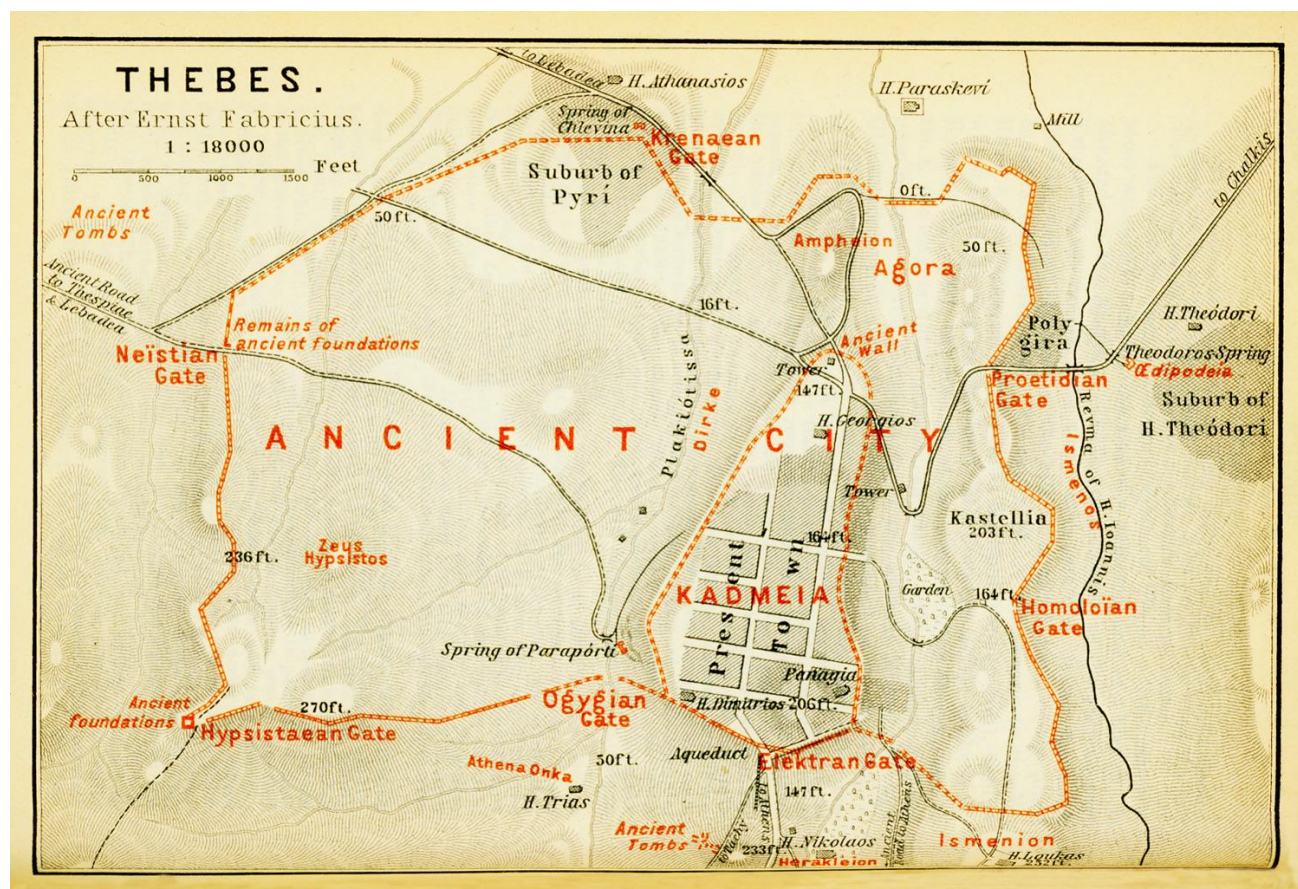 THEBES.
After Ernst Fabricius.
1 : 18000
Feet
0 500 1000 1500
to Lebadea
H. Athanasios
Spring of
Chlevina
Krenaean
Gate
H. Paraskeví
Mill
to Chalkis
Suburb of
Pyrí
Ancient
Tombs
50ft.
0ft.
Ampheion
Agora
50ft.
Ancient Road
to Thespiae
& Lebadea
16ft.
Remains of
ancient foundations
Neïstian
Gate
Ancient
Wall
Tower
147ft.
Poly
gira
H. Theódori
Theodoros-Spring
Œdipodeia
Proetidian
Gate
Suburb of
H. Theódori
Plakiótissa
Dirke
H. Georgios
ANCIENT CITY
Tower
Ismenos
Revma of H. Ioannis
Kastellia
203ft.
236ft.
Zeus
Hypsistos
164ft.
Present
Town
KADMEIA
Garden
164ft.
Homoloïan
Gate
Spring of Parapórti
Panagia
Ancient
foundations
270ft.
Hypsistaean Gate
Ogygian
Gate
H. Dimitrios
206ft.
Aqueduct
Elektran Gate
Athena Onka
50ft.
H. Trias
147ft.
to Athens
Ancient
Road to Athens
Ancient
Tombs
to Tachy
233ft.
H. Nikolaos
Herakleion
Ismenion
H. Loukas